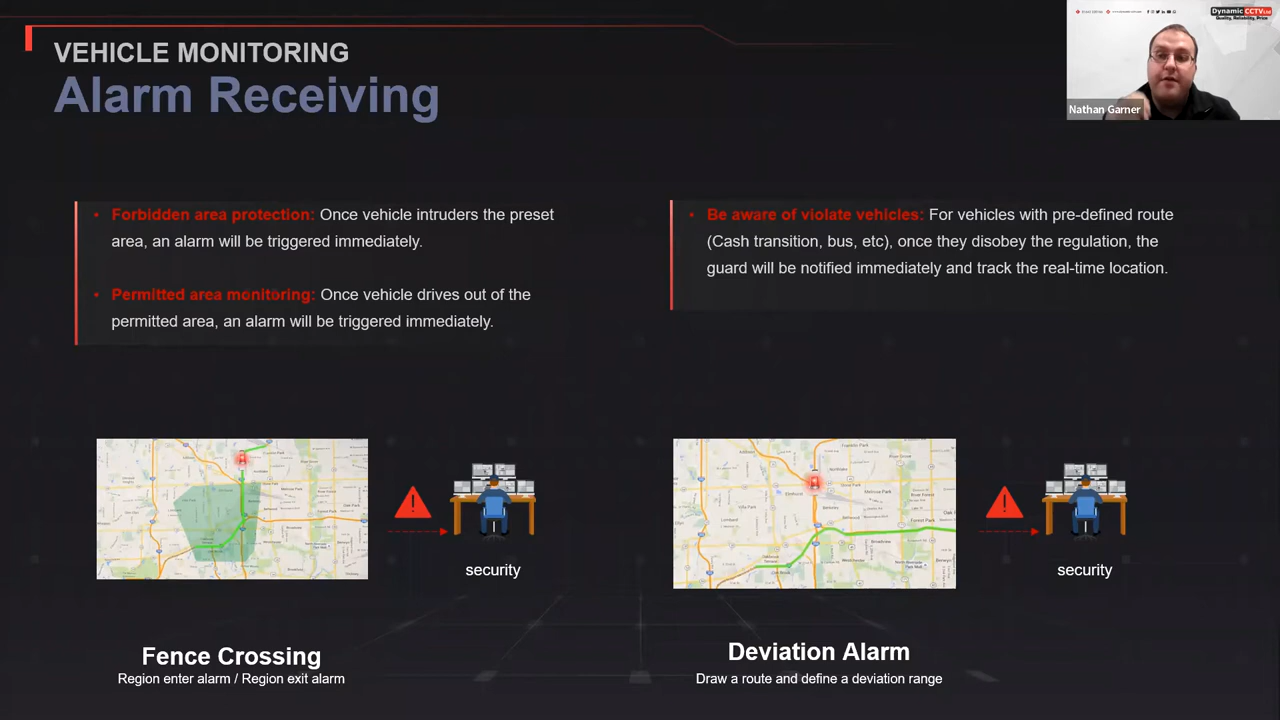 VEHICLE MONITORING
Alarm Receiving
Dynamic CCTV Ltd
Quality, Reliability, Price
Nathan Garner
• Forbidden area protection: Once vehicle intruders the preset
area, an alarm will be triggered immediately.
• Permitted area monitoring: Once vehicle drives out of the
permitted area, an alarm will be triggered immediately.
• Be aware of violate vehicles: For vehicles with pre-defined route
(Cash transition, bus, etc), once they disobey the regulation, the
guard will be notified immediately and track the real-time location.
security
security
Fence Crossing
Region enter alarm / Region exit alarm
Deviation Alarm
Draw a route and define a deviation range